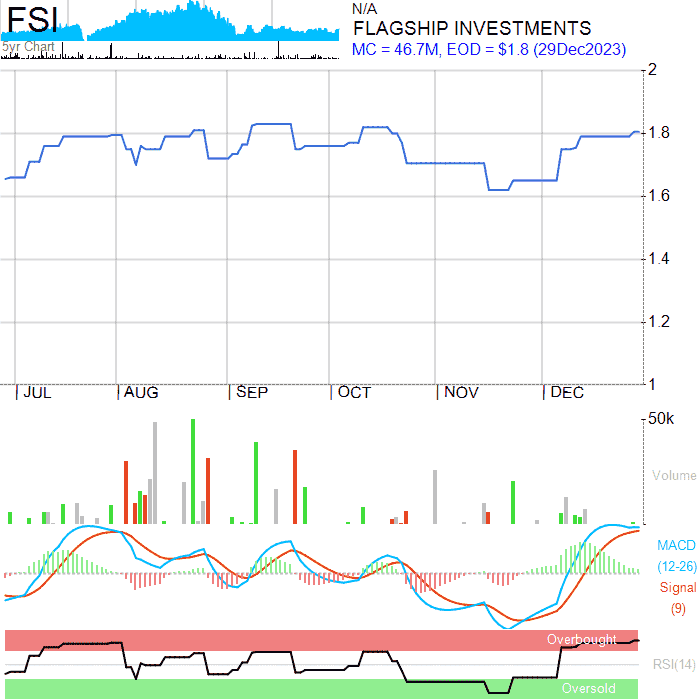 FSI
5yr Chart
N/A
FLAGSHIP INVESTMENTS
MC = 46.7M, EOD = $1.8 (29Dec2023)
2
1.8
1.6
1.4
1.2
1
JUL AUG SEP OCT NOV DEC
50k
Volume
MACD
(12-26)
Signal
(9)
Overbought
RSI(14)
Oversold